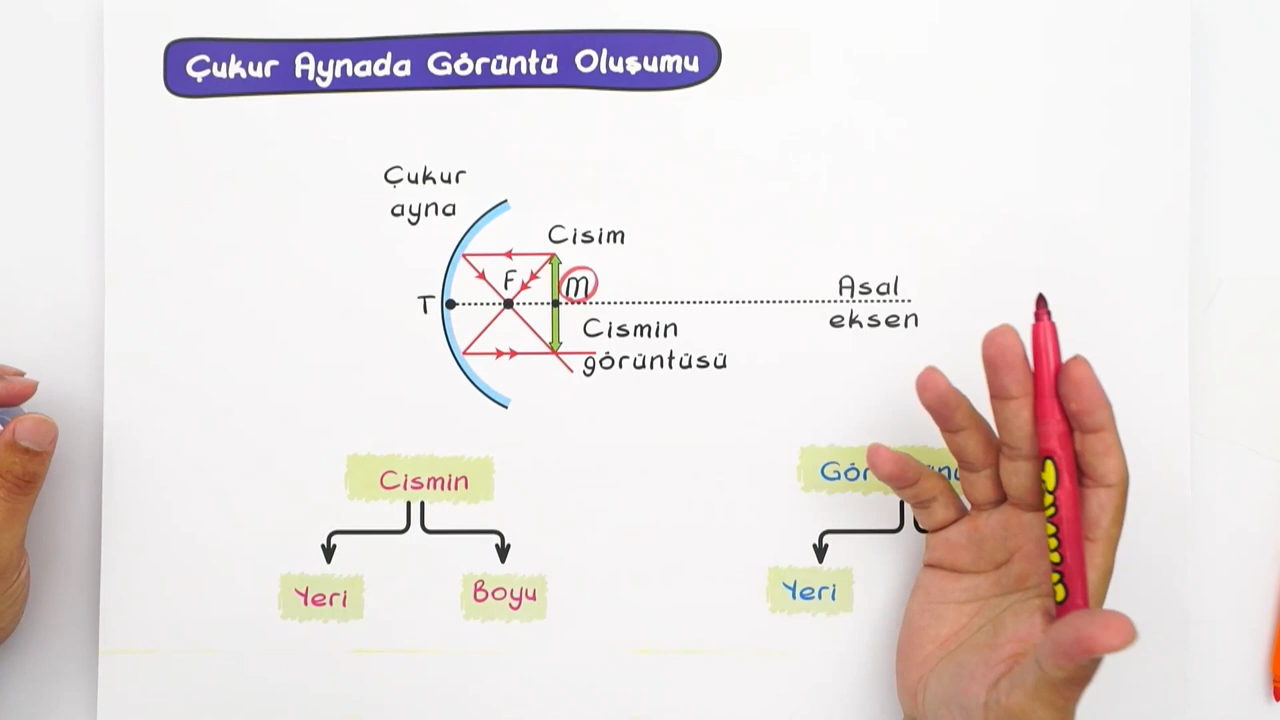 Çukur Aynada Görüntü Oluşumu
Çukur
ayna
Cisim
F
m
T
Asal
eksen
Cismin
görüntüsü
Cismin
Yeri
Boyu
Yeri